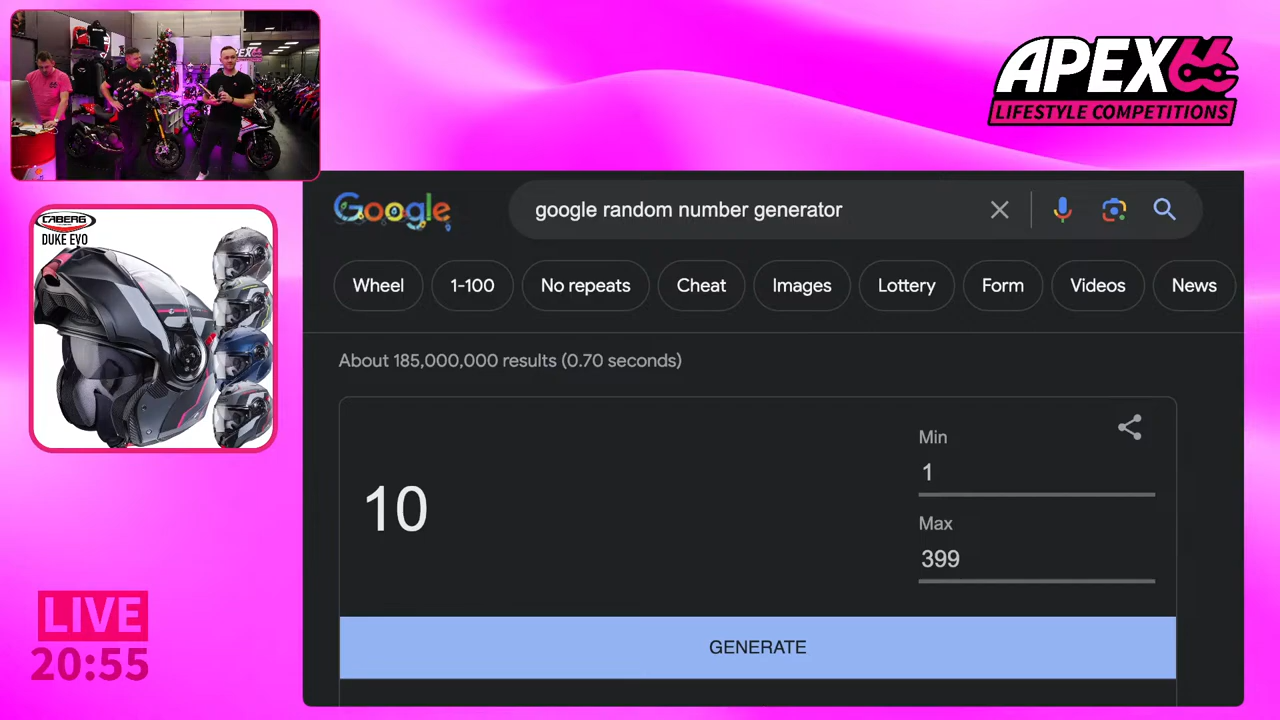 APEX66
LIFESTYLE COMPETITIONS
CABERG
DUKE EVO
Google
google random number generator
Wheel
1-100
No repeats
Cheat
Images
Lottery
Form
Videos
News
About 185,000,000 results (0.70 seconds)
10
Min
1
Max
399
GENERATE
LIVE
20:55